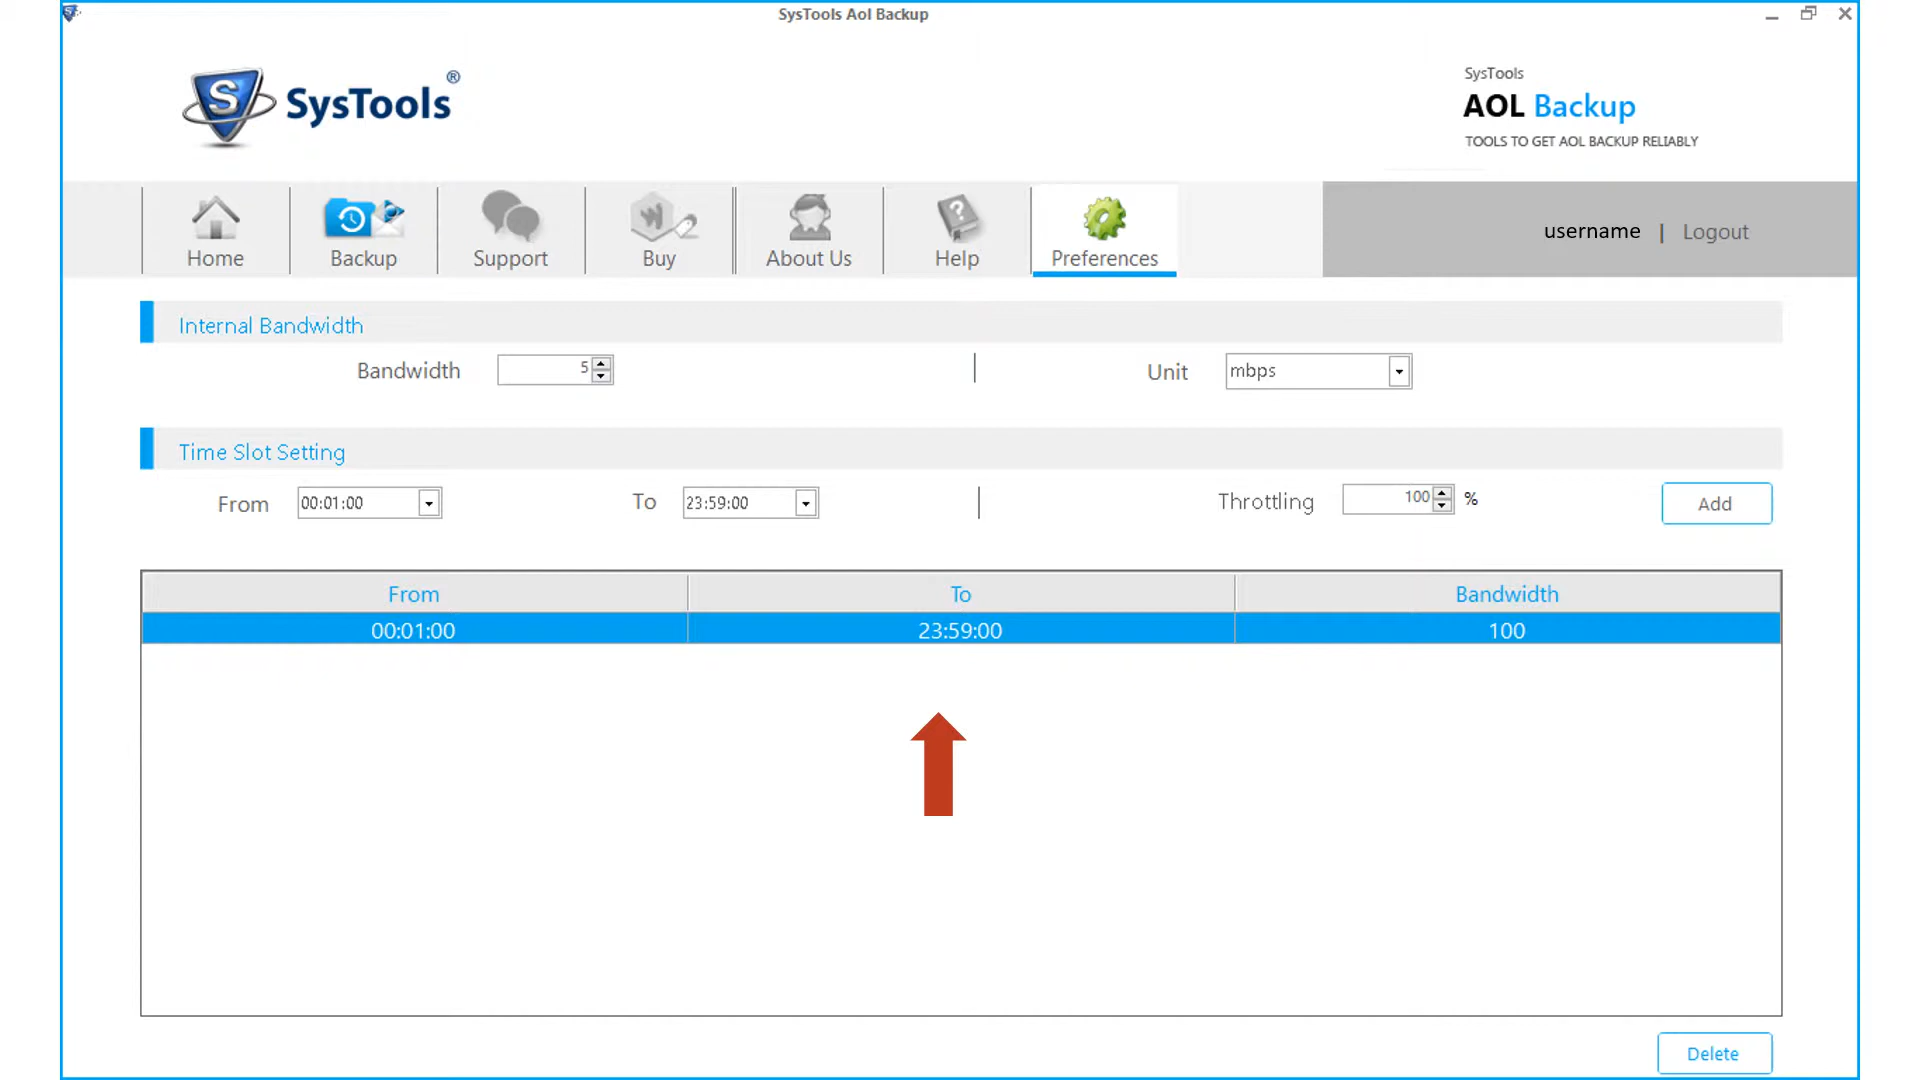 SysTools Aol Backup
SysTools®
SysTools
AOL Backup
TOOLS TO GET AOL BACKUP RELIABLY
Home
Backup
Support
Buy
About Us
Help
Preferences
username | Logout
Internal Bandwidth
Bandwidth 5
Unit mbps
Time Slot Setting
From 00:01:00 To 23:59:00 Throttling 100 % Add
From To Bandwidth
00:01:00 23:59:00 100
Delete